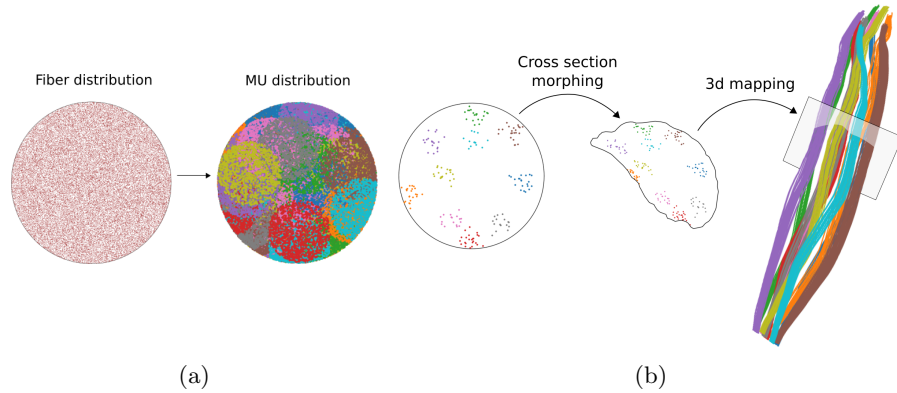 Fiber distribution
MU distribution
Cross section
morphing
3d mapping
(a)
(b)